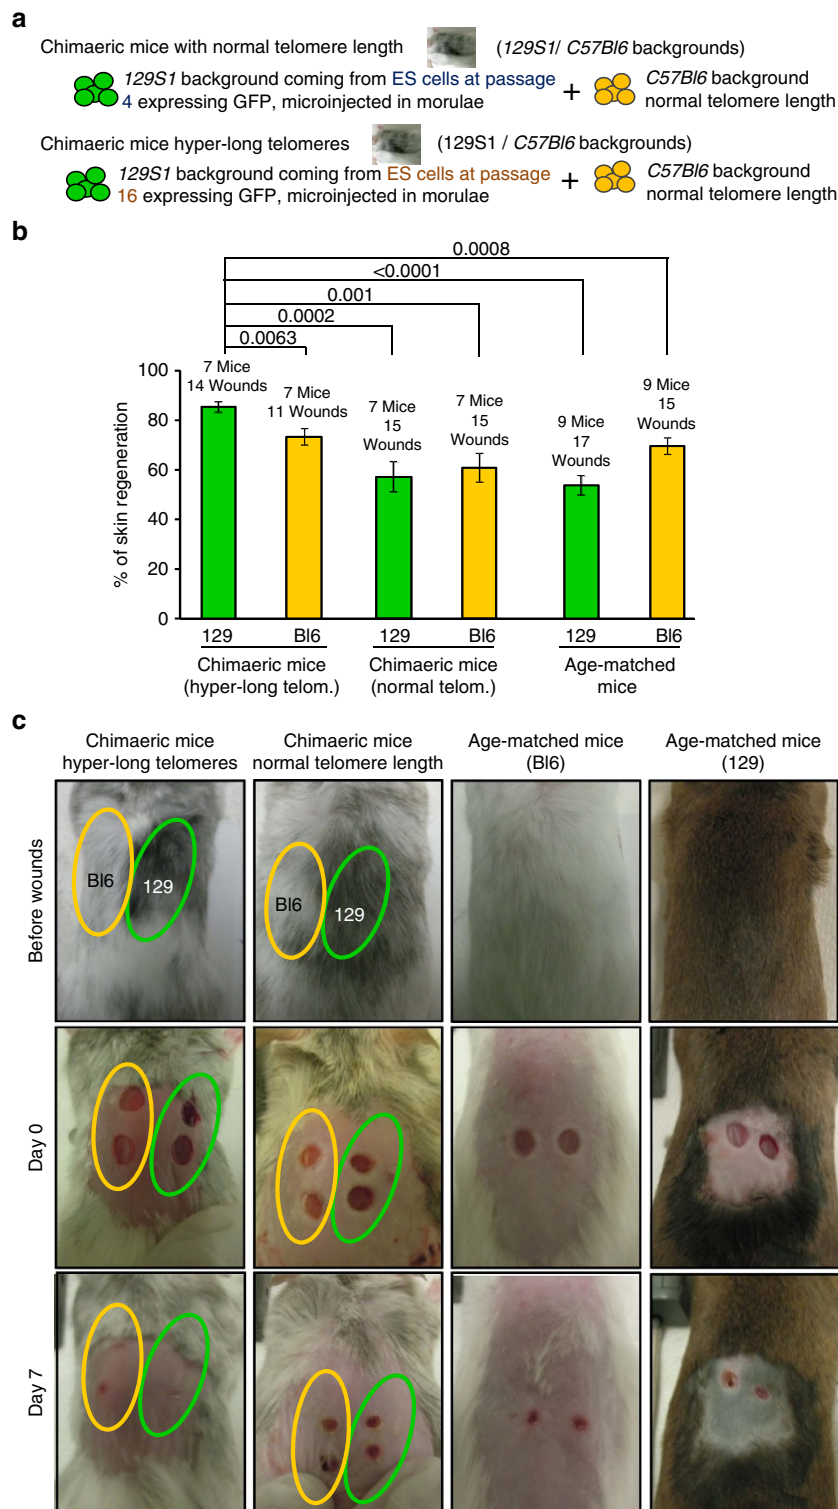 a
Chimaeric mice with normal telomere length (129S1/ C57Bl6 backgrounds)
129S1 background coming from ES cells at passage
4 expressing GFP, microinjected in morulae
+
C57Bl6 background
normal telomere length
Chimaeric mice hyper-long telomeres (129S1 / C57Bl6 backgrounds)
129S1 background coming from ES cells at passage
16 expressing GFP, microinjected in morulae
+
C57Bl6 background
normal telomere length
b
0.0008
<0.0001
0.001
0.0002
0.0063
% of skin regeneration
100
80
60
40
20
0
7 Mice
14 Wounds
7 Mice
11 Wounds
7 Mice
15
Wounds
7 Mice
15
Wounds
9 Mice
17
Wounds
9 Mice
15
Wounds
129 Bl6 129 Bl6 129 Bl6
Chimaeric mice
(hyper-long telom.)
Chimaeric mice
(normal telom.)
Age-matched
mice
c
Chimaeric mice
hyper-long telomeres
Chimaeric mice
normal telomere length
Age-matched mice
(Bl6)
Age-matched mice
(129)
Before wounds
Bl6
129
Bl6
129
Day 0
Day 7